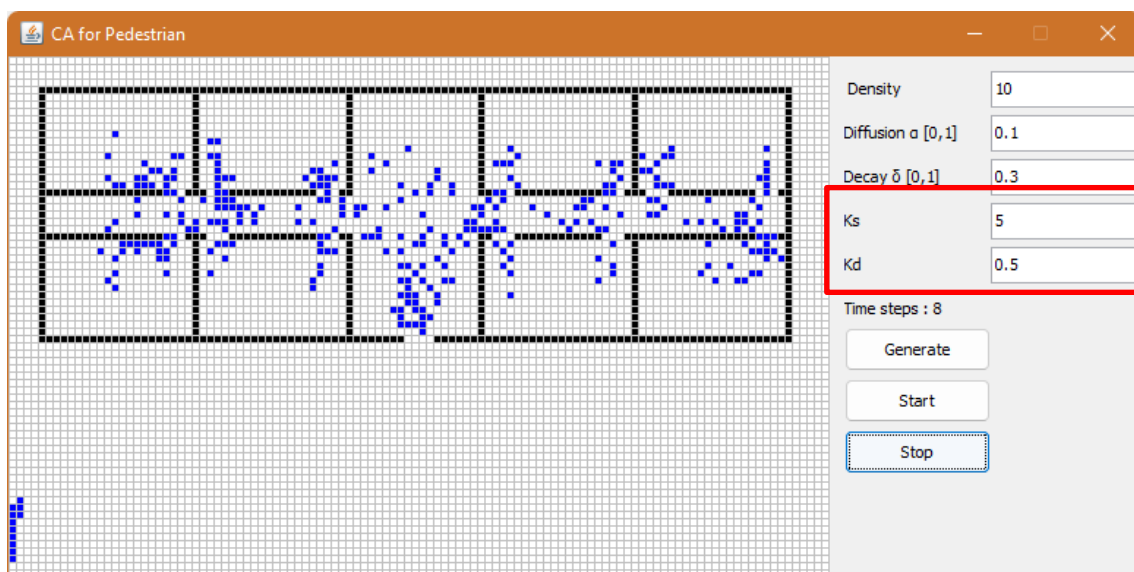 CA for Pedestrian
Density 10
Diffusion α [0,1] 0.1
Decay δ [0,1] 0.3
Ks 5
Kd 0.5
Time steps : 8
Generate
Start
Stop